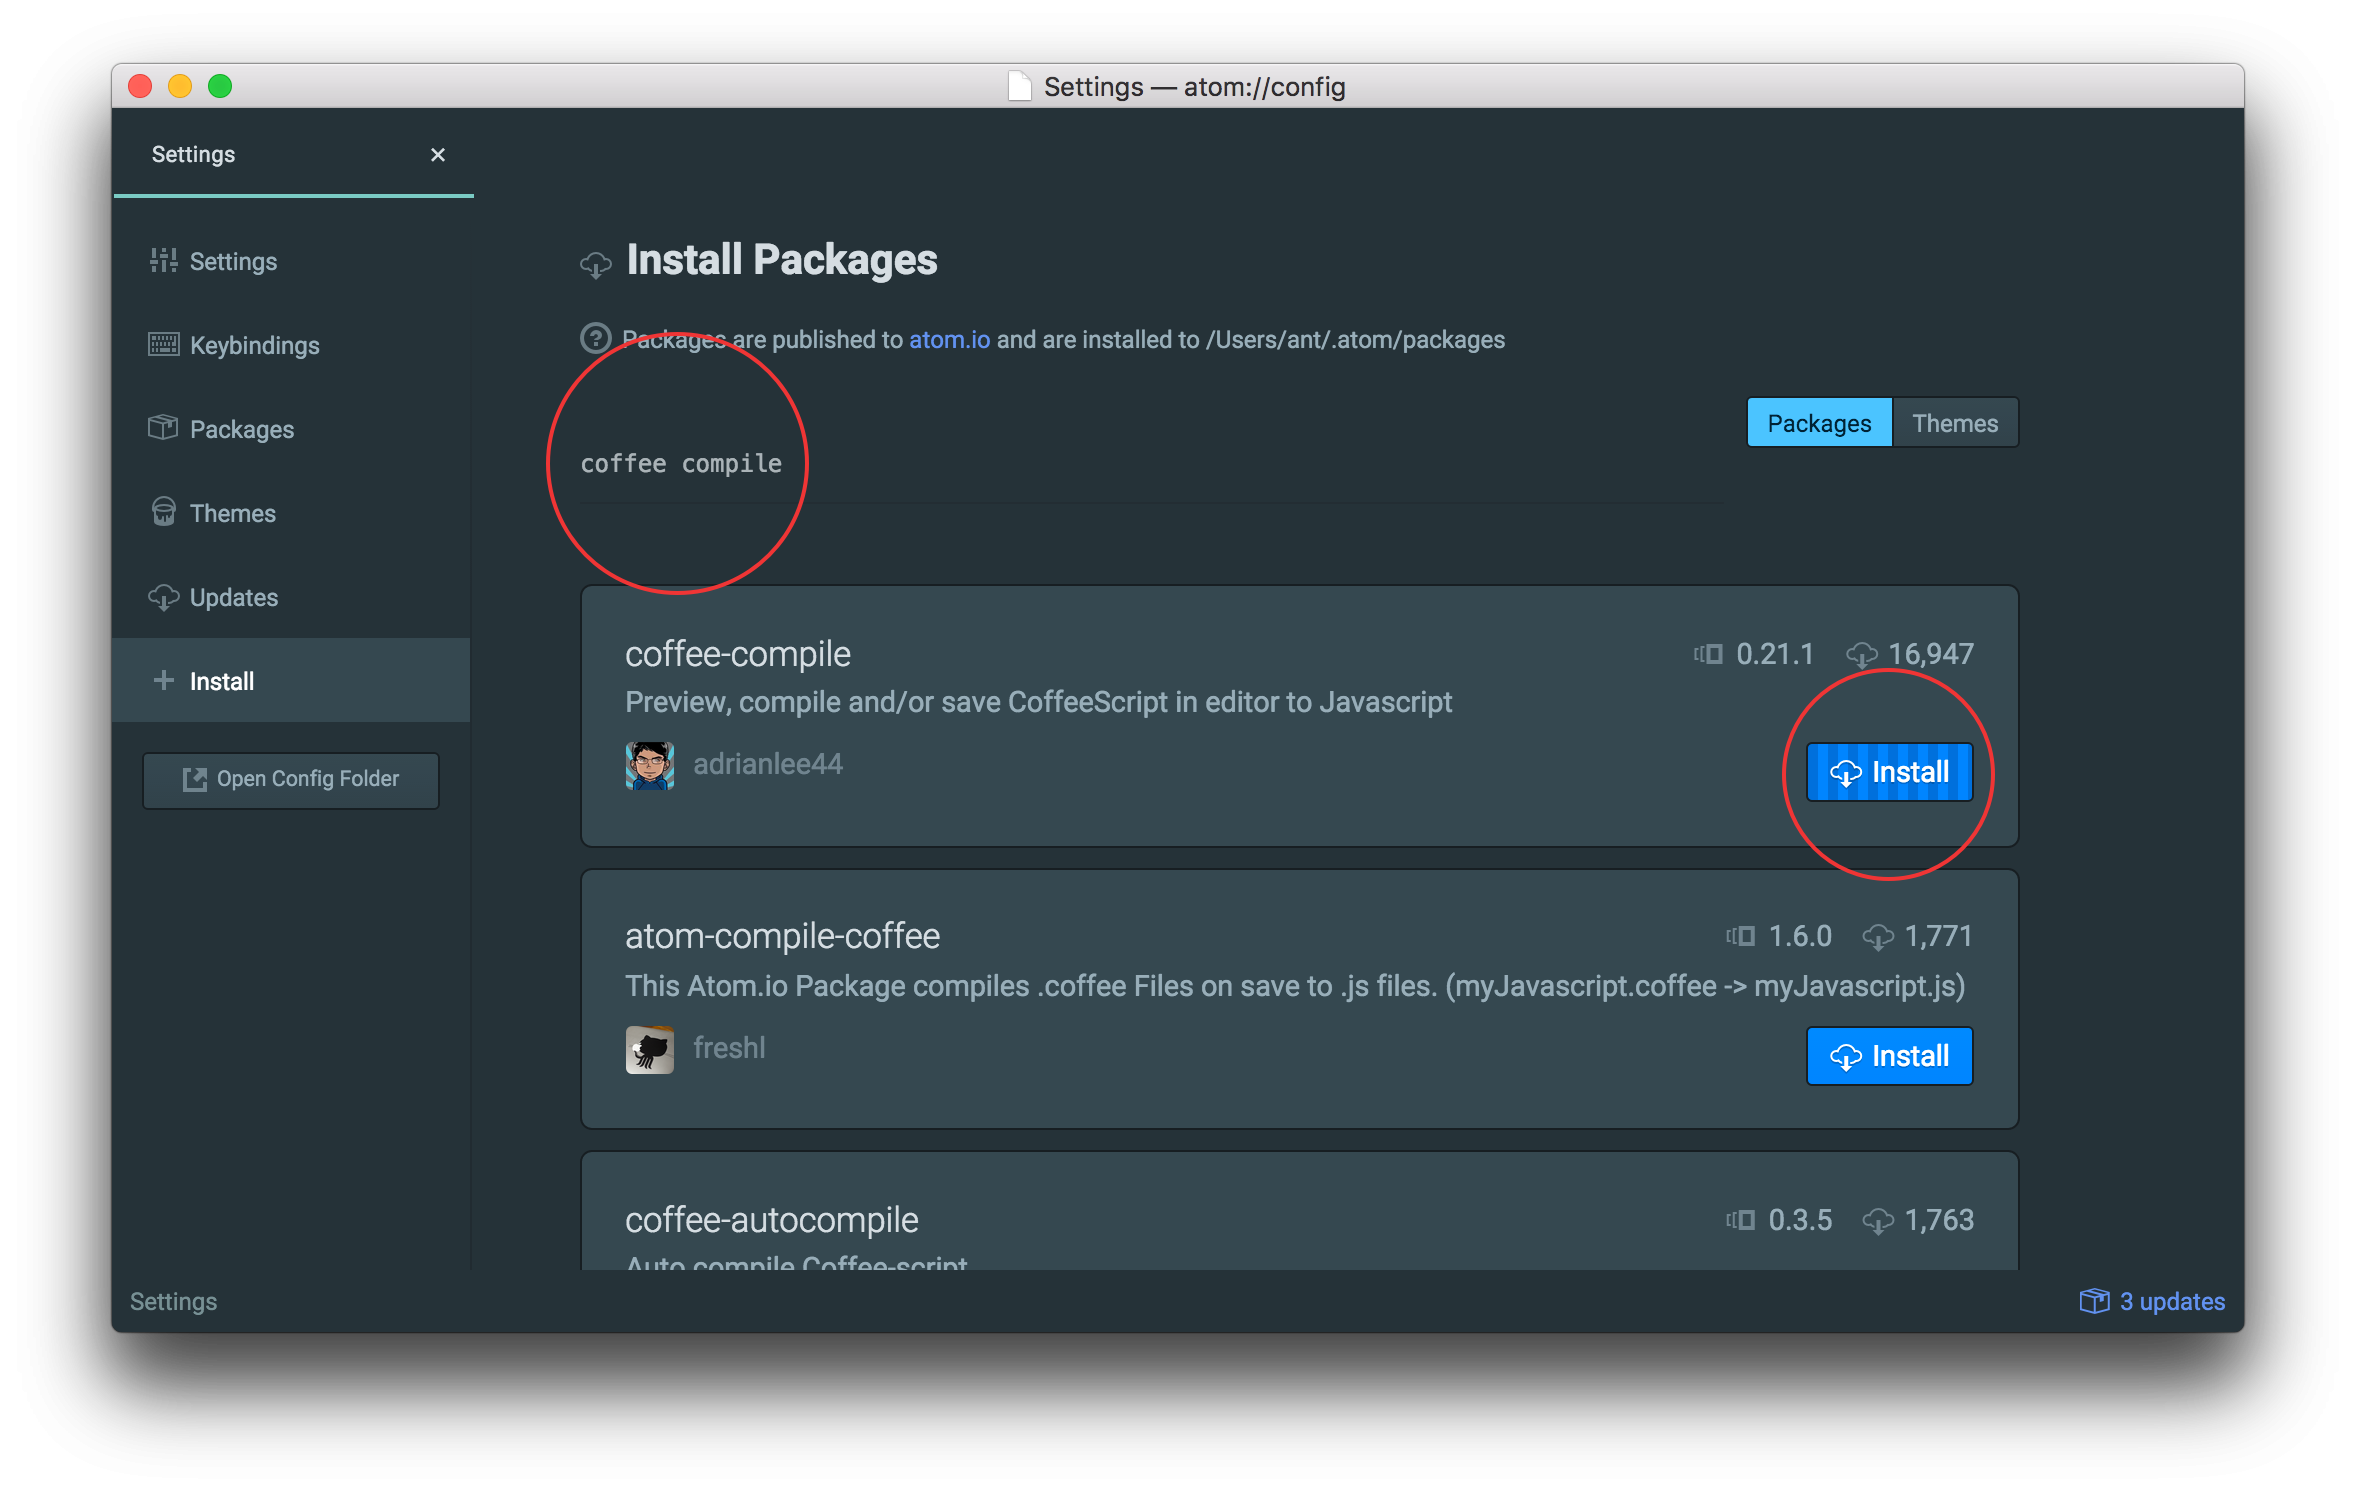 Settings — atom://config
Settings
Settings
Keybindings
Packages
Themes
Updates
Install
Open Config Folder
Install Packages
Packages are published to atom.io and are installed to /Users/ant/.atom/packages
Packages Themes
coffee compile
coffee-compile 0.21.1 16,947
Preview, compile and/or save CoffeeScript in editor to Javascript
adrianlee44
Install
atom-compile-coffee 1.6.0 1,771
This Atom.io Package compiles .coffee Files on save to .js files. (myJavascript.coffee -> myJavascript.js)
freshl
Install
coffee-autocompile 0.3.5 1,763
Auto compile Coffee-script
Settings
3 updates